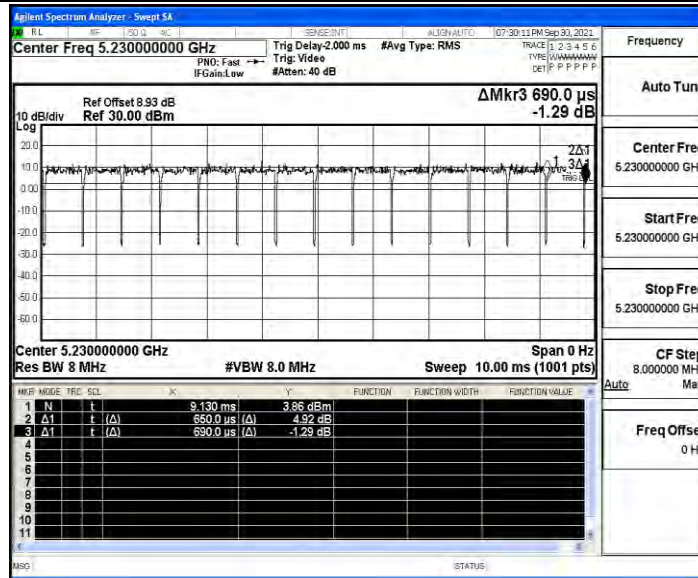 Agilent Spectrum Analyzer - Swept SA
RL RF 50 Ω AC SENSE:INT ALIGN AUTO 07:30:11 PM Sep 30, 2021
Center Freq 5.230000000 GHz
PNO: Fast
IFGain:Low
Trig Delay-2.000 ms
Trig: Video
#Atten: 40 dB
#Avg Type: RMS
TRACE 1 2 3 4 5 6
TYPE
DET P P P P P P
Ref Offset 8.93 dB
10 dB/div Ref 30.00 dBm
Log
ΔMkr3 690.0 µs
-1.29 dB
20.0
10.0
0.00
-10.0
-20.0
-30.0
-40.0
-50.0
-60.0
2Δ1
3Δ1
Center 5.230000000 GHz
Span 0 Hz
Res BW 8 MHz
#VBW 8.0 MHz
Sweep 10.00 ms (1001 pts)
MKR MODE TRC SCL X Y FUNCTION FUNCTION WIDTH FUNCTION VALUE
1 N t 9.130 ms 3.86 dBm
2 Δ1 t (Δ) 650.0 µs (Δ) 4.92 dB
3 Δ1 t (Δ) 690.0 µs (Δ) -1.29 dB
4
5
6
7
8
9
10
11
MSG
STATUS
Frequency
Auto Tun
Center Fre
5.230000000 GH
Start Fre
5.230000000 GH
Stop Fre
5.230000000 GH
CF Step
8.000000 MH
Auto Ma
Freq Offse
0 H